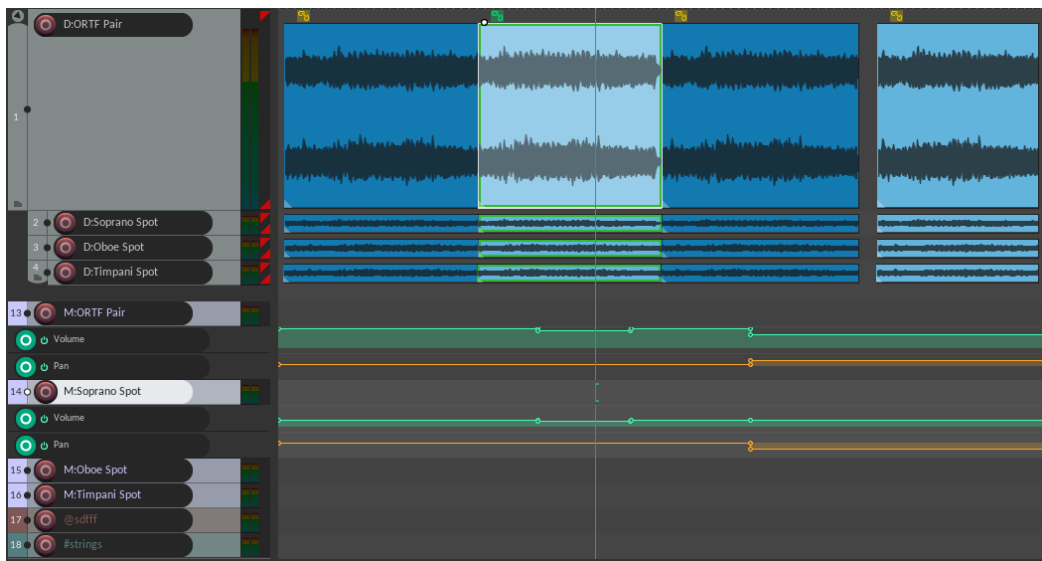 D:ORTF Pair
1
2 D:Soprano Spot
3 D:Oboe Spot
4 D:Timpani Spot
13 M:ORTF Pair
Volume
Pan
14 M:Soprano Spot
Volume
Pan
15 M:Oboe Spot
16 M:Timpani Spot
17 @sdfff
18 #strings